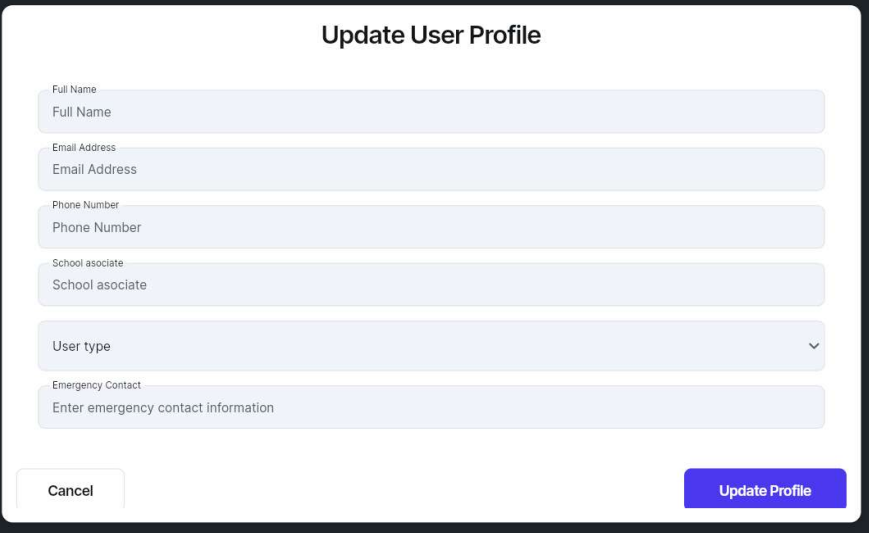 Update User Profile
Full Name
Full Name
Email Address
Email Address
Phone Number
Phone Number
School asociate
School asociate
User type
Emergency Contact
Enter emergency contact information
Cancel
Update Profile